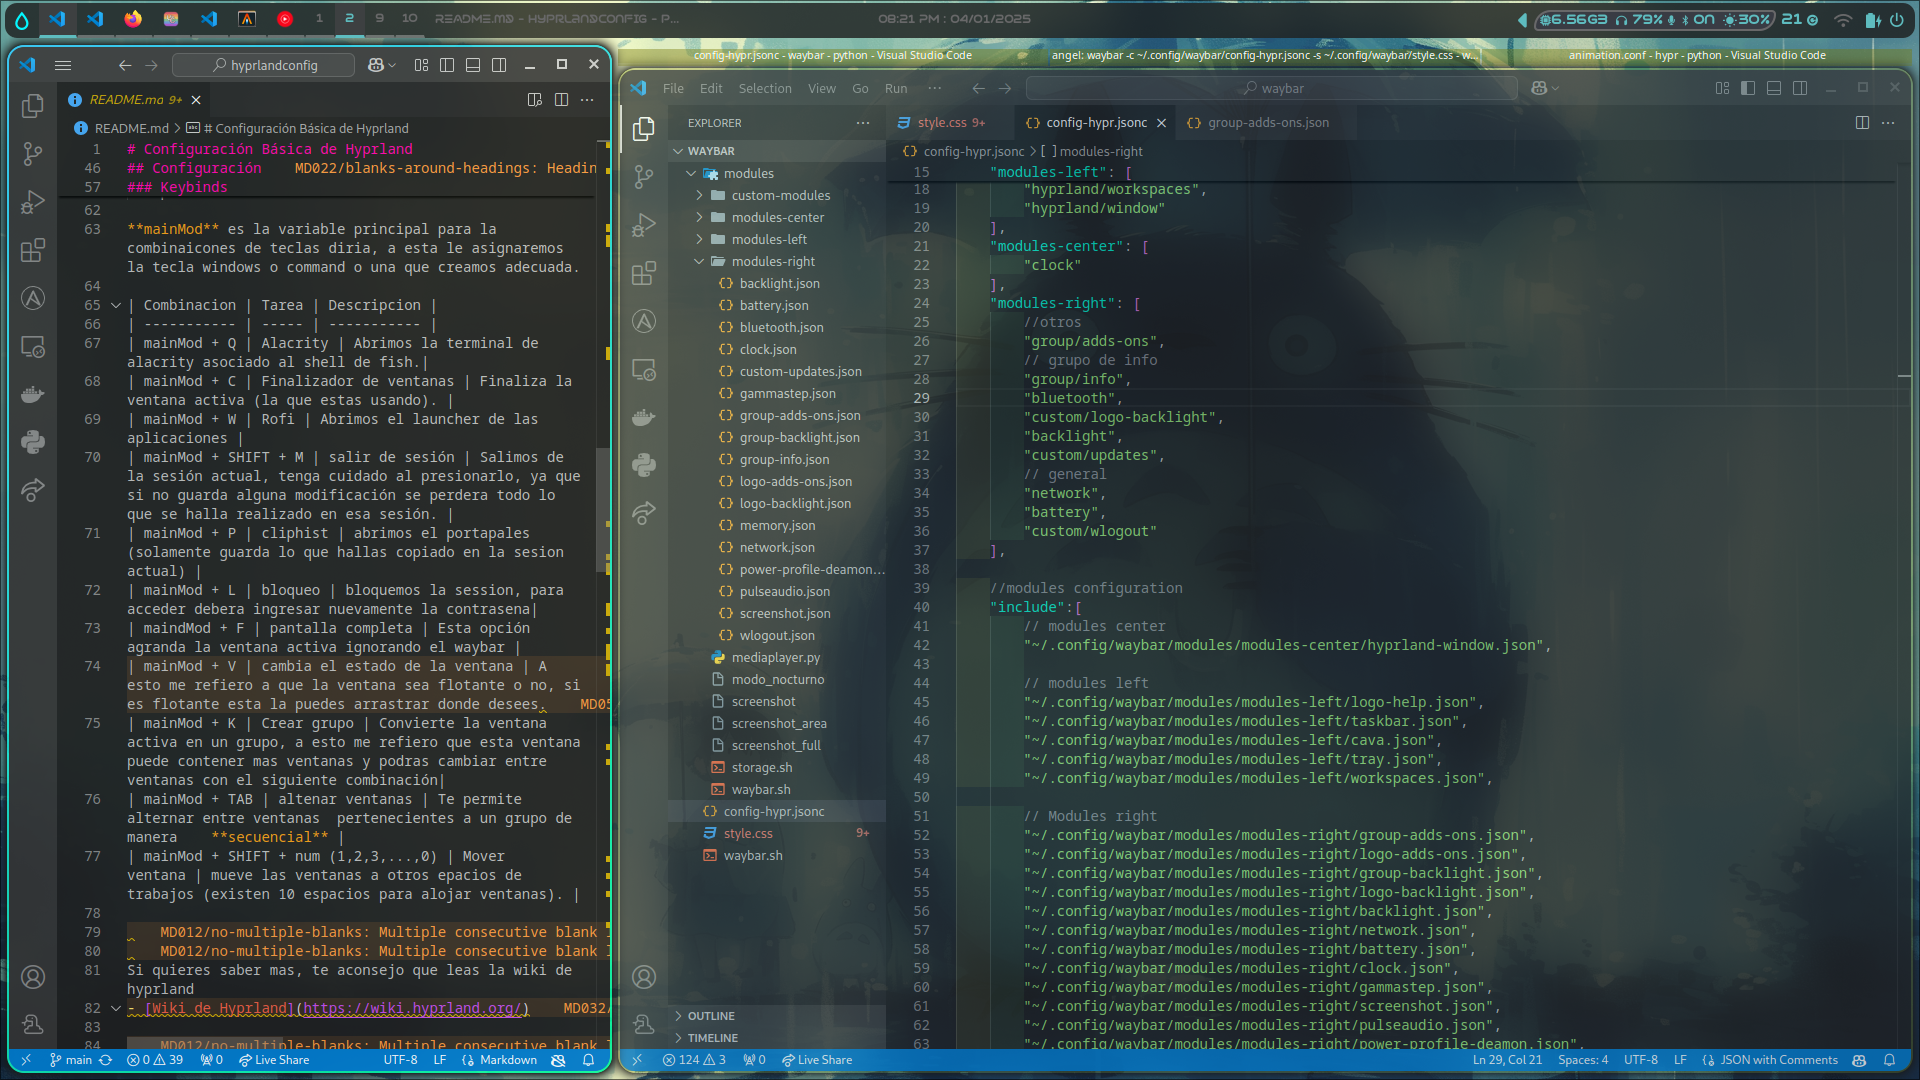 1
2
9
10
README.MD - HYPRLANDCONFIG - P...
08:21 PM : 04/01/2025
6.56GB
79%
ON
30%
21
config-hypr.jsonc - waybar - python - Visual Studio Code
angel: waybar -c ~/.config/waybar/config-hypr.jsonc -s ~/.config/waybar/style.css - w...
animation.conf - hypr - python - Visual Studio Code
hyprlandconfig
README.md 9+
README.md > # Configuración Básica de Hyprland
1 # Configuración Básica de Hyprland
46 ## Configuración MD022/blanks-around-headings: Headin
57 ### Keybinds
62
63 **mainMod** es la variable principal para la
combinaicones de teclas diria, a esta le asignaremos
la tecla windows o command o una que creamos adecuada.
64
65 | Combinacion | Tarea | Descripcion |
66 | ----------- | ----- | ----------- |
67 | mainMod + Q | Alacrity | Abrimos la terminal de
alacrity asociado al shell de fish.|
68 | mainMod + C | Finalizador de ventanas | Finaliza la
ventana activa (la que estas usando). |
69 | mainMod + W | Rofi | Abrimos el launcher de las
aplicaciones |
70 | mainMod + SHIFT + M | salir de sesión | Salimos de
la sesión actual, tenga cuidado al presionarlo, ya que
si no guarda alguna modificación se perdera todo lo
que se halla realizado en esa sesión. |
71 | mainMod + P | cliphist | abrimos el portapales
(solamente guarda lo que hallas copiado en la sesion
actual) |
72 | mainMod + L | bloqueo | bloquemos la session, para
acceder debera ingresar nuevamente la contrasena|
73 | maindMod + F | pantalla completa | Esta opción
agranda la ventana activa ignorando el waybar |
74 | mainMod + V | cambia el estado de la ventana | A
esto me refiero a que la ventana sea flotante o no, si
es flotante esta la puedes arrastrar donde desees. MD05
75 | mainMod + K | Crear grupo | Convierte la ventana
activa en un grupo, a esto me refiero que esta ventana
puede contener mas ventanas y podras cambiar entre
ventanas con el siguiente combinación|
76 | mainMod + TAB | altenar ventanas | Te permite
alternar entre ventanas pertenecientes a un grupo de
manera **secuencial** |
77 | mainMod + SHIFT + num (1,2,3,...,0) | Mover
ventana | mueve las ventanas a otros epacios de
trabajos (existen 10 espacios para alojar ventanas). |
78
79 MD012/no-multiple-blanks: Multiple consecutive blank
80 MD012/no-multiple-blanks: Multiple consecutive blank
81 Si quieres saber mas, te aconsejo que leas la wiki de
hyprland
82 - [Wiki de Hyprland](https://wiki.hyprland.org/) MD032/
83
84 MD012/no-multiple-blanks: Multiple consecutive blank
main 0 39 0 Live Share UTF-8 LF Markdown
File Edit Selection View Go Run ...
waybar
EXPLORER
WAYBAR
modules
custom-modules
modules-center
modules-left
modules-right
backlight.json
battery.json
bluetooth.json
clock.json
custom-updates.json
gammastep.json
group-adds-ons.json
group-backlight.json
group-info.json
logo-adds-ons.json
logo-backlight.json
memory.json
network.json
power-profile-deamon...
pulseaudio.json
screenshot.json
wlogout.json
mediaplayer.py
modo_nocturno
screenshot
screenshot_area
screenshot_full
storage.sh
waybar.sh
config-hypr.jsonc
style.css 9+
waybar.sh
OUTLINE
TIMELINE
style.css 9+
config-hypr.jsonc
group-adds-ons.json
config-hypr.jsonc > [ ] modules-right
15 "modules-left": [
18 "hyprland/workspaces",
19 "hyprland/window"
20 ],
21 "modules-center": [
22 "clock"
23 ],
24 "modules-right": [
25 //otros
26 "group/adds-ons",
27 // grupo de info
28 "group/info",
29 "bluetooth",
30 "custom/logo-backlight",
31 "backlight",
32 "custom/updates",
33 // general
34 "network",
35 "battery",
36 "custom/wlogout"
37 ],
38
39 //modules configuration
40 "include":[
41 // modules center
42 "~/.config/waybar/modules/modules-center/hyprland-window.json",
43
44 // modules left
45 "~/.config/waybar/modules/modules-left/logo-help.json",
46 "~/.config/waybar/modules/modules-left/taskbar.json",
47 "~/.config/waybar/modules/modules-left/cava.json",
48 "~/.config/waybar/modules/modules-left/tray.json",
49 "~/.config/waybar/modules/modules-left/workspaces.json",
50
51 // Modules right
52 "~/.config/waybar/modules/modules-right/group-adds-ons.json",
53 "~/.config/waybar/modules/modules-right/logo-adds-ons.json",
54 "~/.config/waybar/modules/modules-right/group-backlight.json",
55 "~/.config/waybar/modules/modules-right/logo-backlight.json",
56 "~/.config/waybar/modules/modules-right/backlight.json",
57 "~/.config/waybar/modules/modules-right/network.json",
58 "~/.config/waybar/modules/modules-right/battery.json",
59 "~/.config/waybar/modules/modules-right/clock.json",
60 "~/.config/waybar/modules/modules-right/gammastep.json",
61 "~/.config/waybar/modules/modules-right/screenshot.json",
62 "~/.config/waybar/modules/modules-right/pulseaudio.json",
63 "~/.config/waybar/modules/modules-right/power-profile-deamon.json",
124 3 0 Live Share Ln 29, Col 21 Spaces: 4 UTF-8 LF JSON with Comments